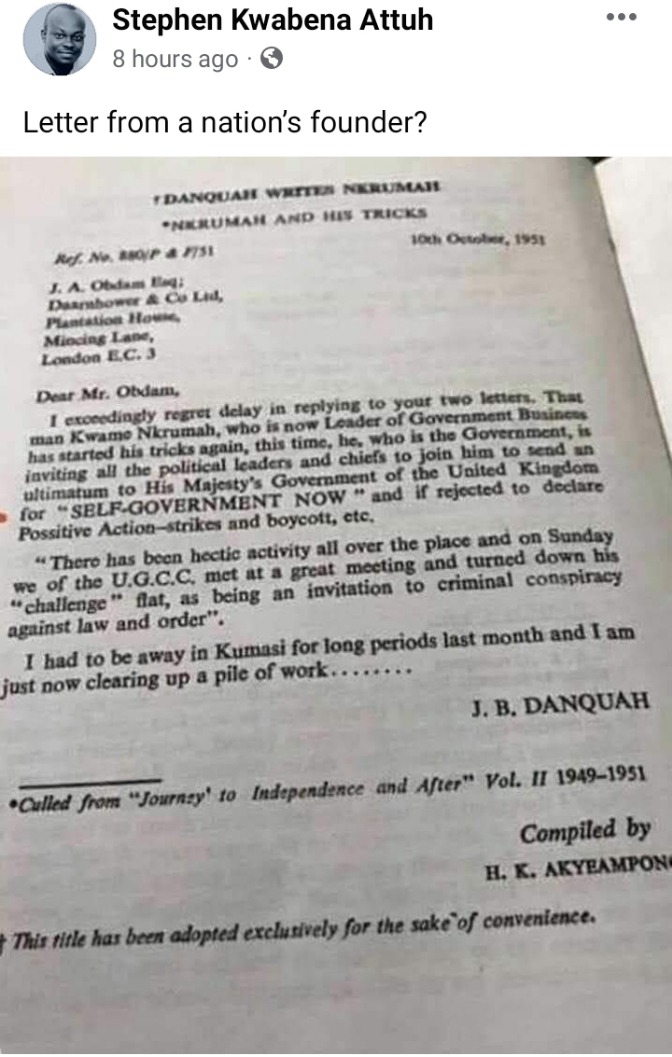 Stephen Kwabena Attuh
8 hours ago ·
Letter from a nation's founder?
† DANQUAH WRITES NKRUMAH
*NKRUMAH AND HIS TRICKS
Ref. No. 880/P & P/51
10th October, 1951
J. A. Obdam Esq;
Daarnhower & Co Ltd,
Plantation House,
Mincing Lane,
London E.C. 3
Dear Mr. Obdam,
I exceedingly regret delay in replying to your two letters. That
man Kwame Nkrumah, who is now Leader of Government Business
has started his tricks again, this time, he, who is the Government, is
inviting all the political leaders and chiefs to join him to send an
ultimatum to His Majesty's Government of the United Kingdom
for "SELF-GOVERNMENT NOW" and if rejected to declare
Possitive Action–strikes and boycott, etc.
"There has been hectic activity all over the place and on Sunday
we of the U.G.C.C. met at a great meeting and turned down his
"challenge" flat, as being an invitation to criminal conspiracy
against law and order".
I had to be away in Kumasi for long periods last month and I am
just now clearing up a pile of work........
J. B. DANQUAH
*Culled from "Journey' to Independence and After" Vol. II 1949–1951
Compiled by
H. K. AKYEAMPONG
† This title has been adopted exclusively for the sake of convenience.